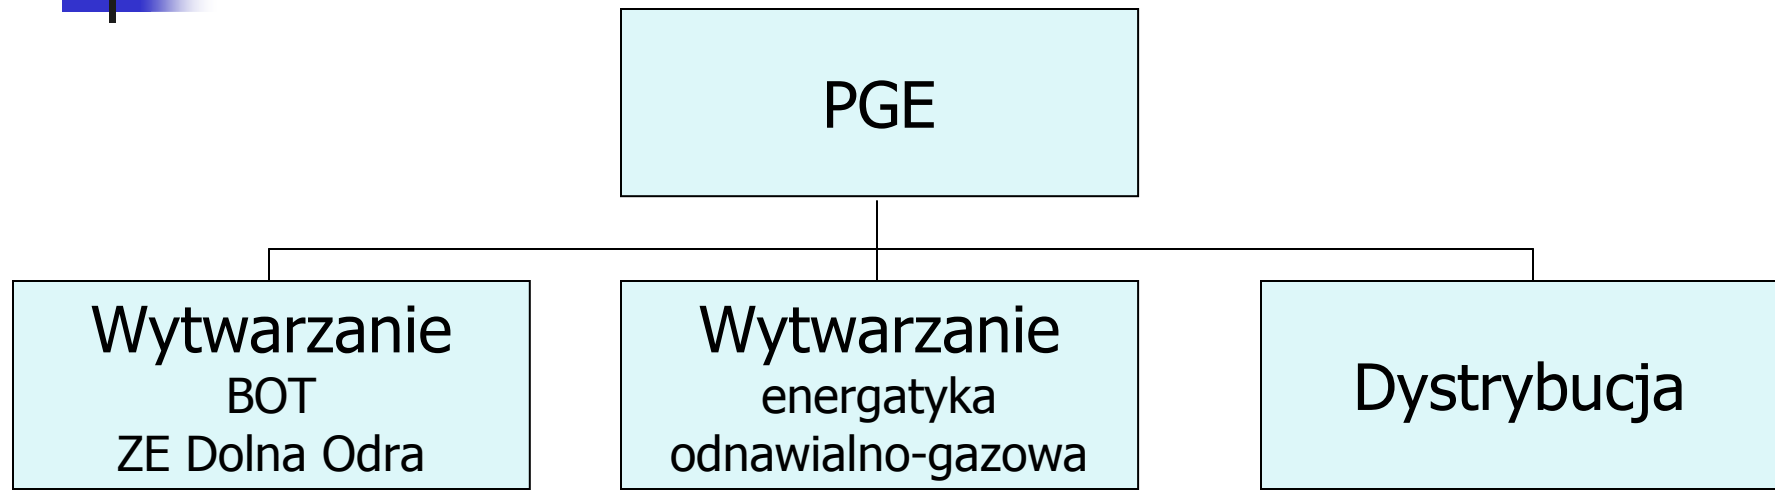 PGE
Wytwarzanie
BOT
ZE Dolna Odra
Wytwarzanie
energatyka
odnawialno-gazowa
Dystrybucja